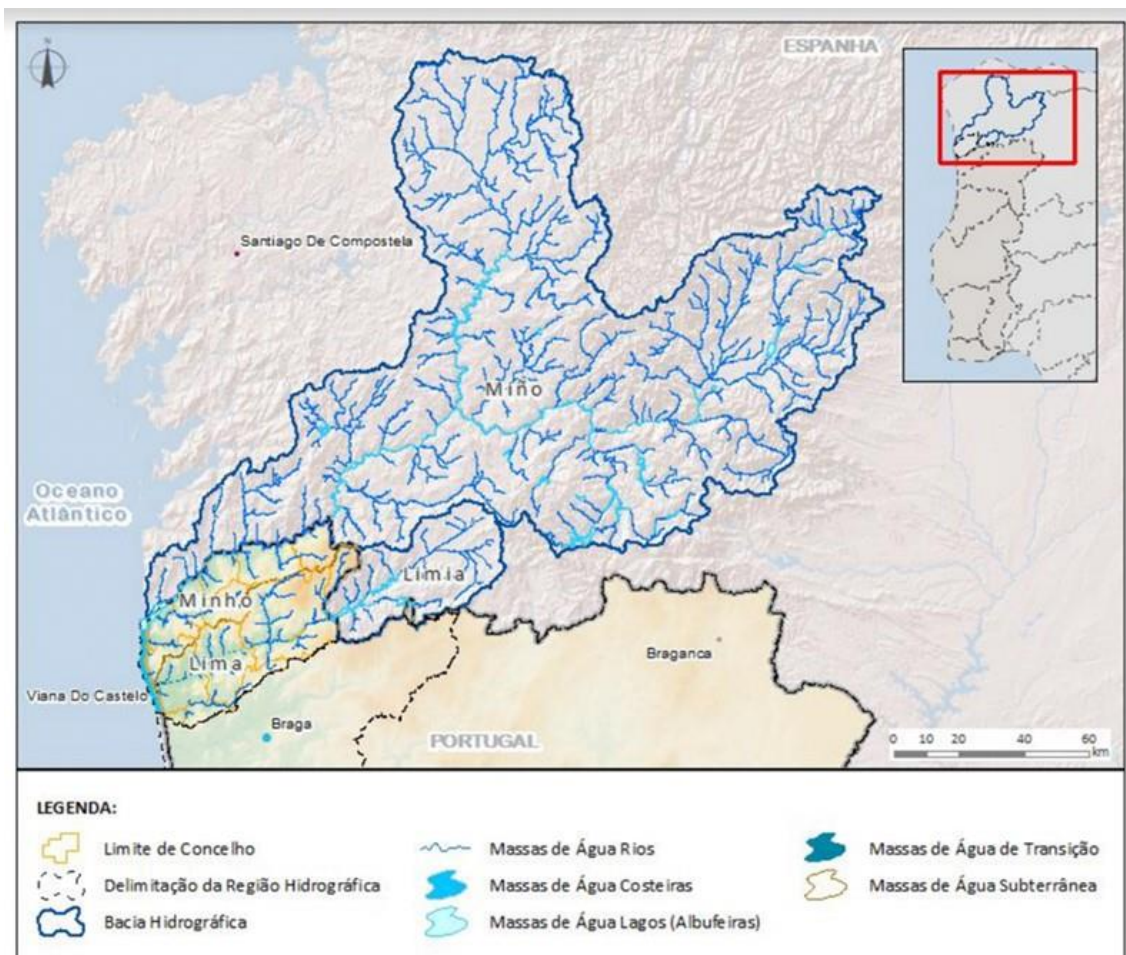 N
ESPANHA
Santiago De Compostela
Miño
Oceano
Atlântico
Limia
Minho
Lima
Braganca
Viana Do Castelo
Braga
PORTUGAL
0 10 20 40 60
km
LEGENDA:
Limite de Concelho
Delimitação da Região Hidrográfica
Bacia Hidrográfica
Massas de Água Rios
Massas de Água Costeiras
Massas de Água Lagos (Albufeiras)
Massas de Água de Transição
Massas de Água Subterrânea